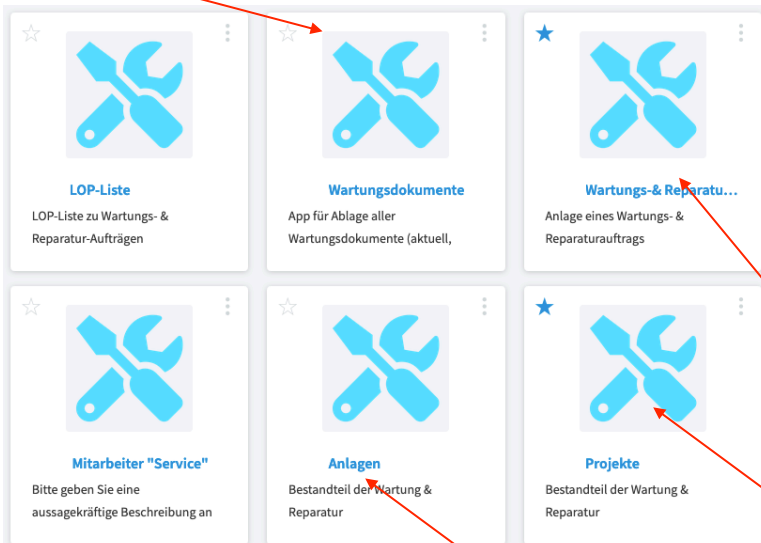 LOP-Liste
LOP-Liste zu Wartungs- &
Reparatur-Aufträgen
Wartungsdokumente
App für Ablage aller
Wartungsdokumente (aktuell,
Wartungs-& Reparatu...
Anlage eines Wartungs- &
Reparaturauftrags
Mitarbeiter "Service"
Bitte geben Sie eine
aussagekräftige Beschreibung an
Anlagen
Bestandteil der Wartung &
Reparatur
Projekte
Bestandteil der Wartung &
Reparatur